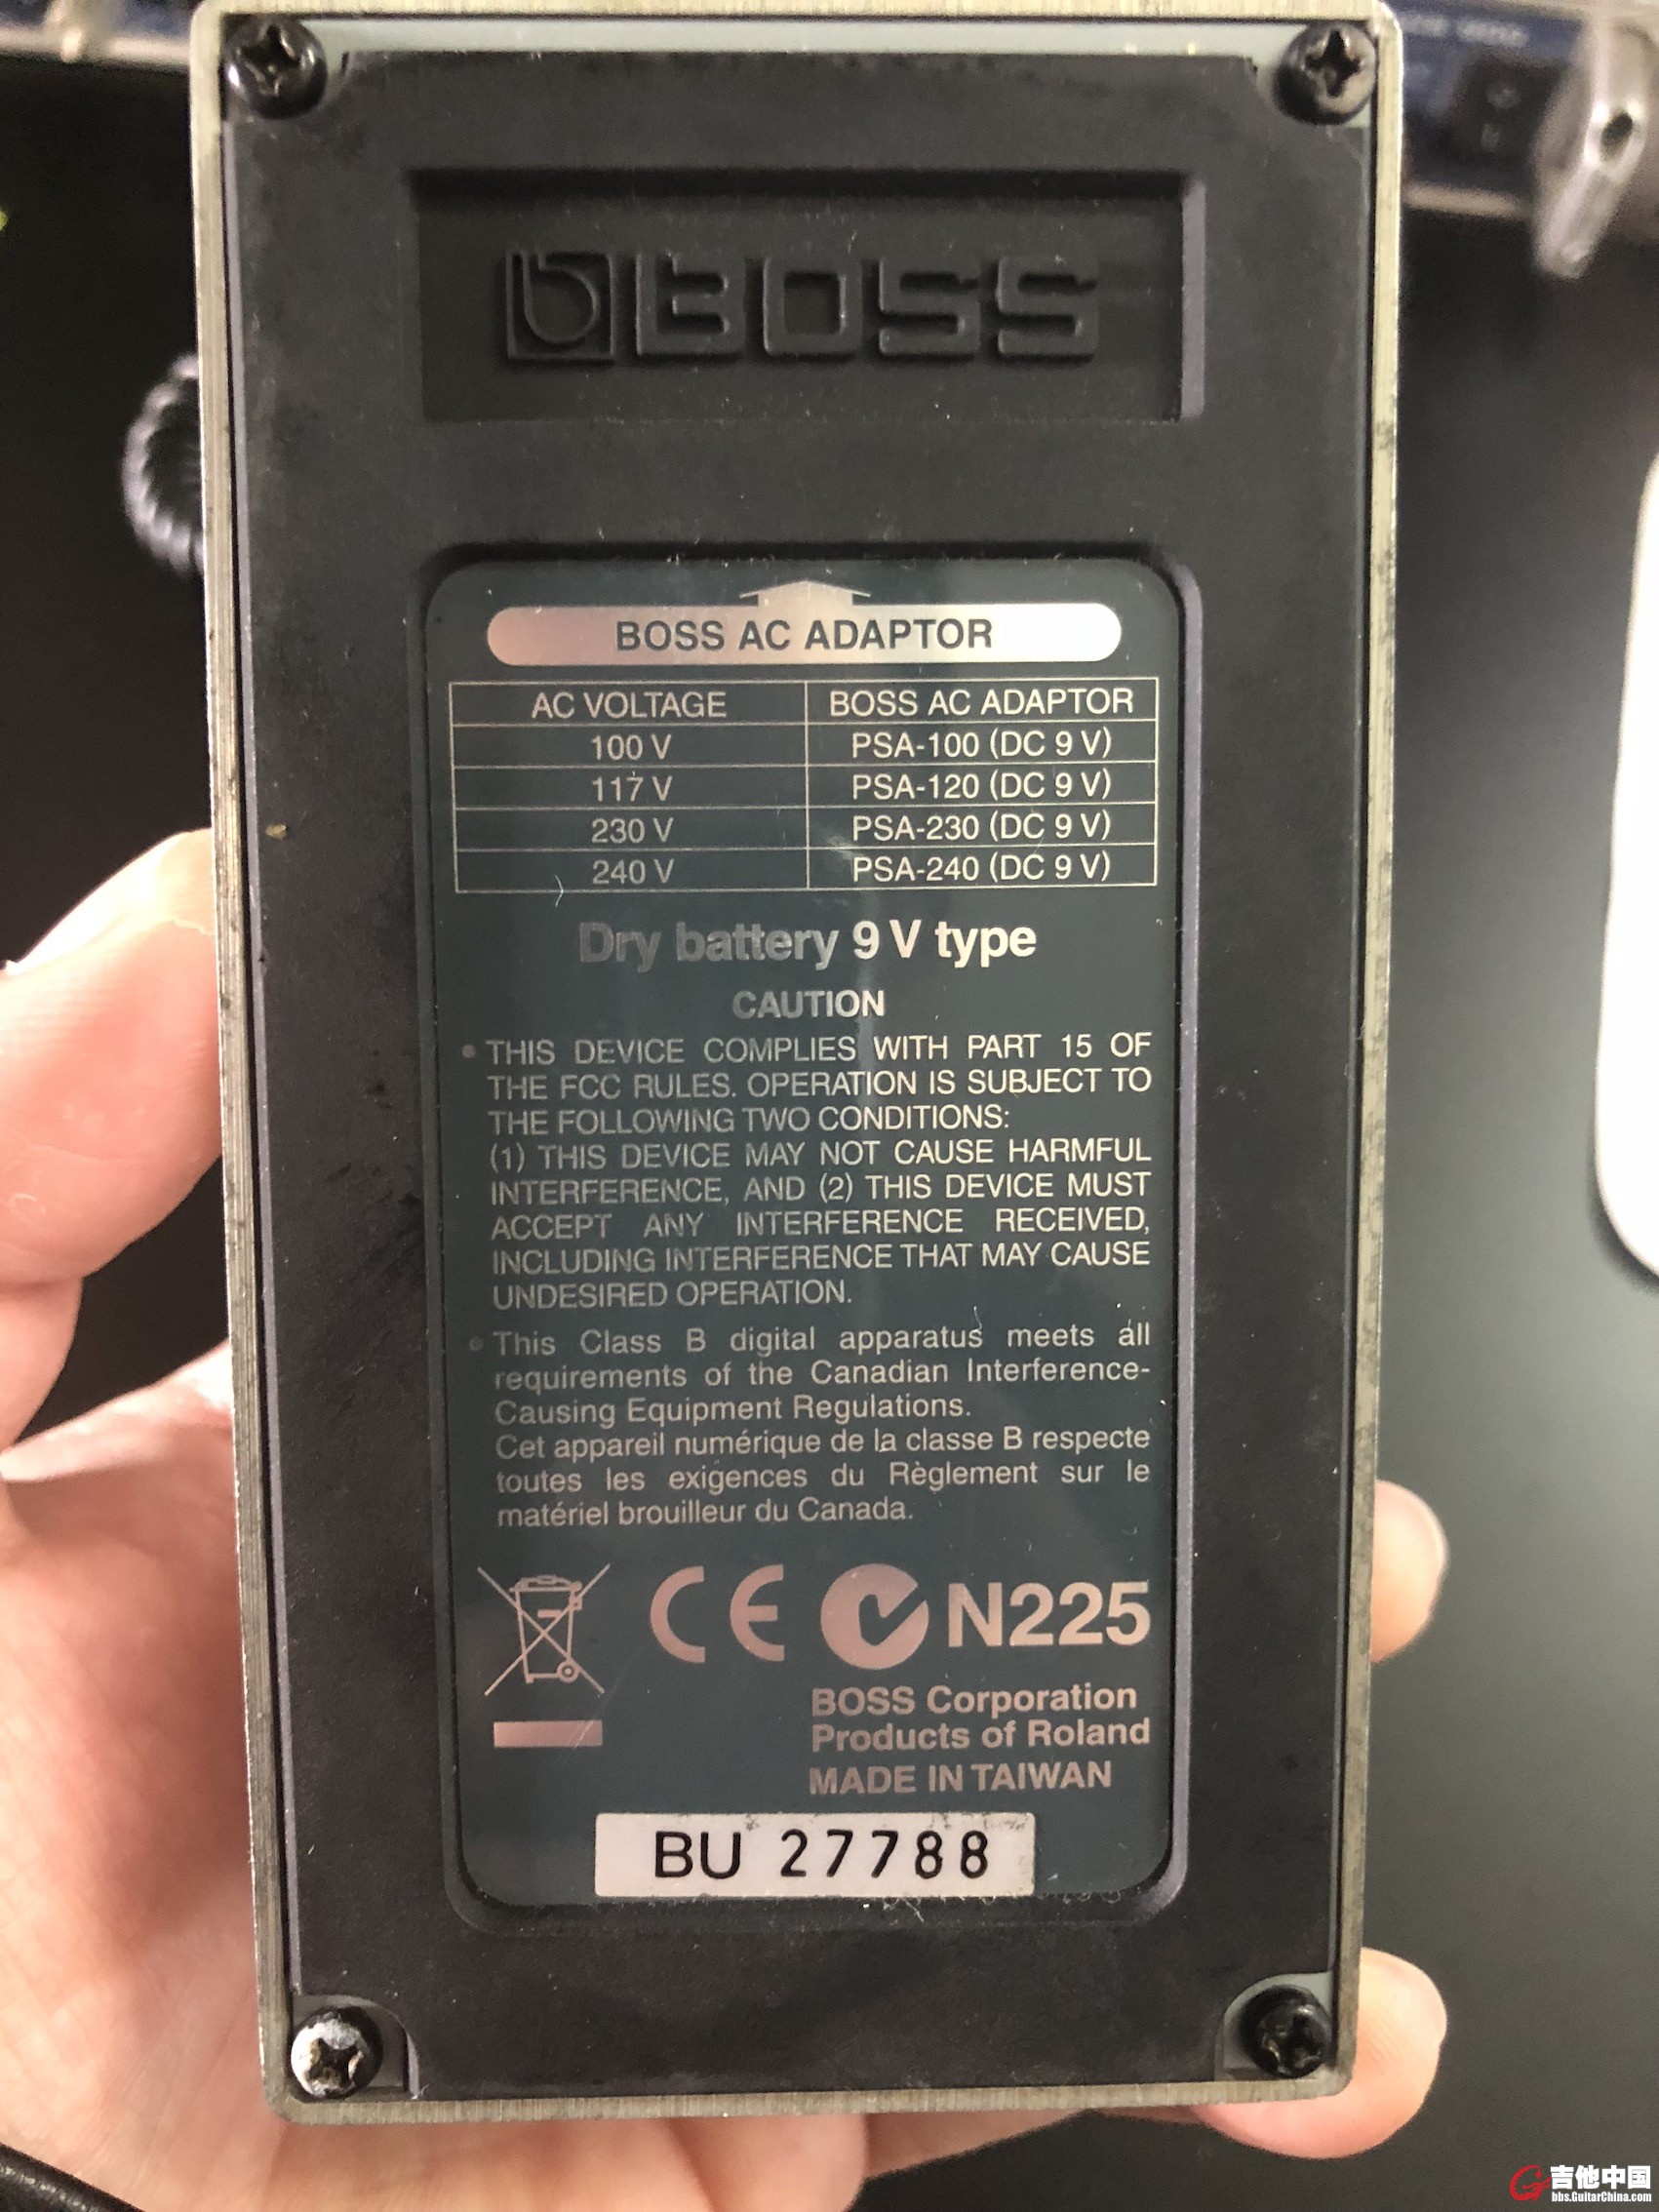 BOSS
BOSS AC ADAPTOR
AC VOLTAGE BOSS AC ADAPTOR
100 V PSA-100 (DC 9 V)
117 V PSA-120 (DC 9 V)
230 V PSA-230 (DC 9 V)
240 V PSA-240 (DC 9 V)
Dry battery 9 V type
CAUTION
• THIS DEVICE COMPLIES WITH PART 15 OF
THE FCC RULES. OPERATION IS SUBJECT TO
THE FOLLOWING TWO CONDITIONS:
(1) THIS DEVICE MAY NOT CAUSE HARMFUL
INTERFERENCE, AND (2) THIS DEVICE MUST
ACCEPT ANY INTERFERENCE RECEIVED,
INCLUDING INTERFERENCE THAT MAY CAUSE
UNDESIRED OPERATION.
• This Class B digital apparatus meets all
requirements of the Canadian Interference-
Causing Equipment Regulations.
Cet appareil numérique de la classe B respecte
toutes les exigences du Règlement sur le
matériel brouilleur du Canada.
CE N225
BOSS Corporation
Products of Roland
MADE IN TAIWAN
BU 27788
吉他中国
bbs.GuitarChina.com